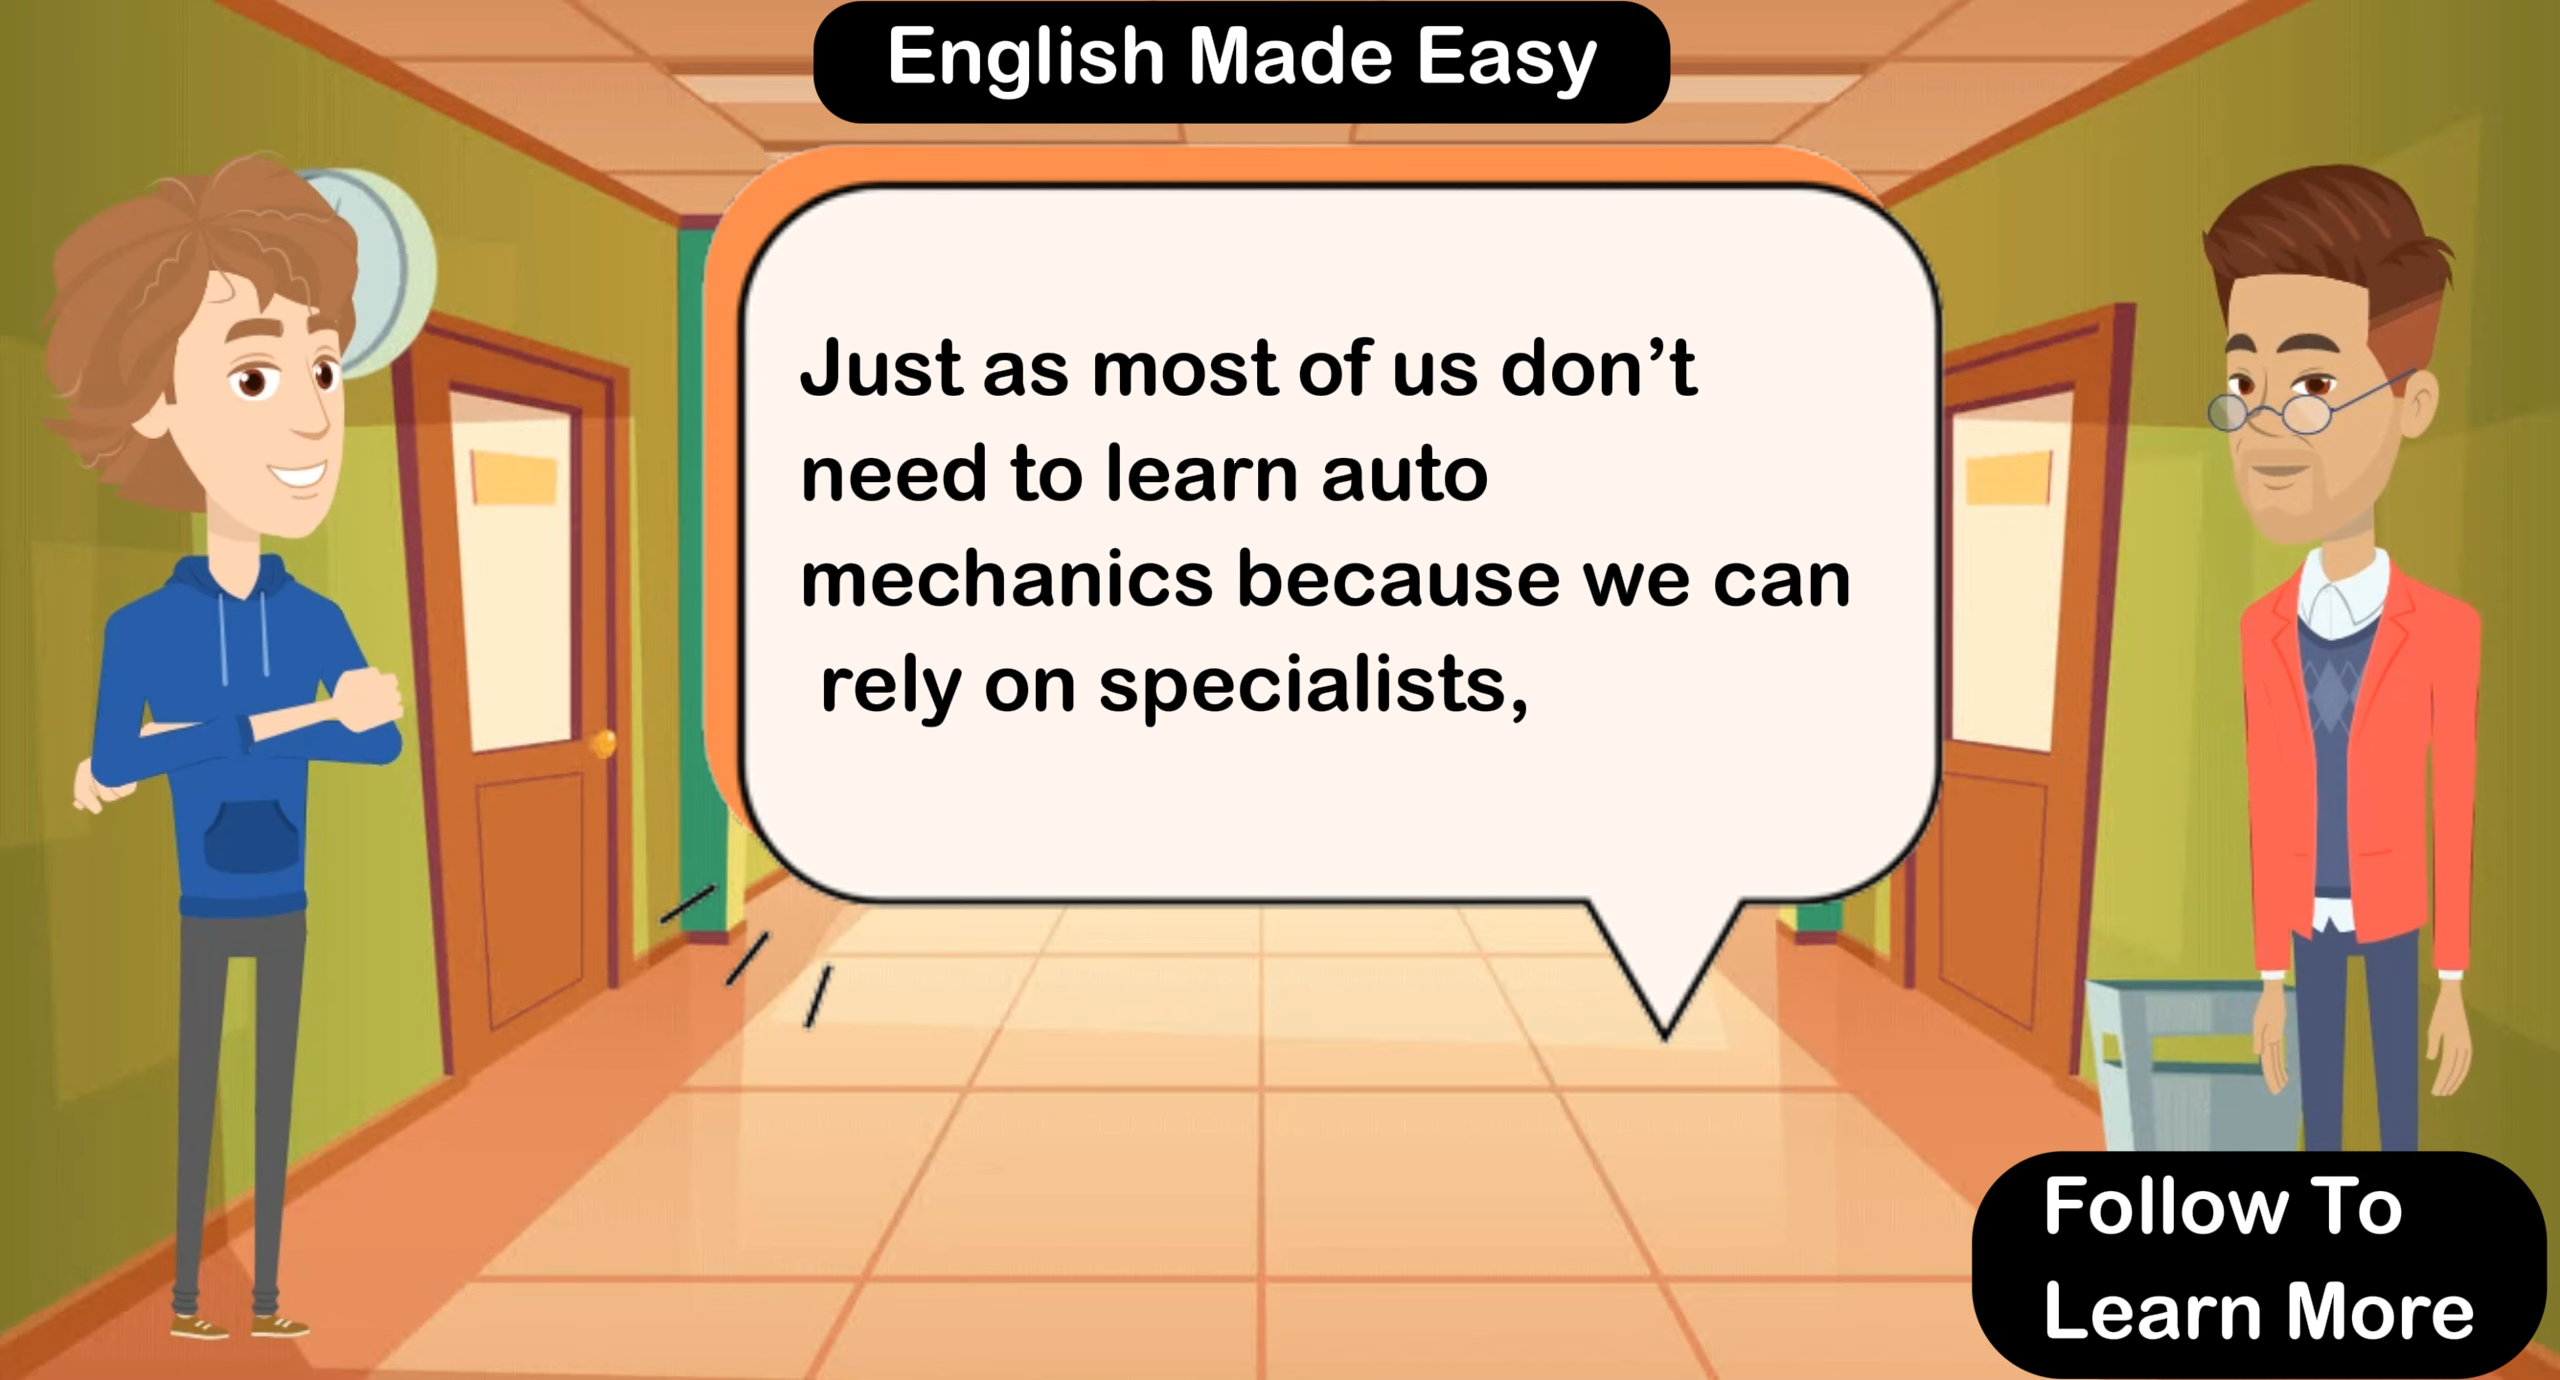 English Made Easy
Just as most of us don’t
need to learn auto
mechanics because we can
rely on specialists,
Follow To
Learn More